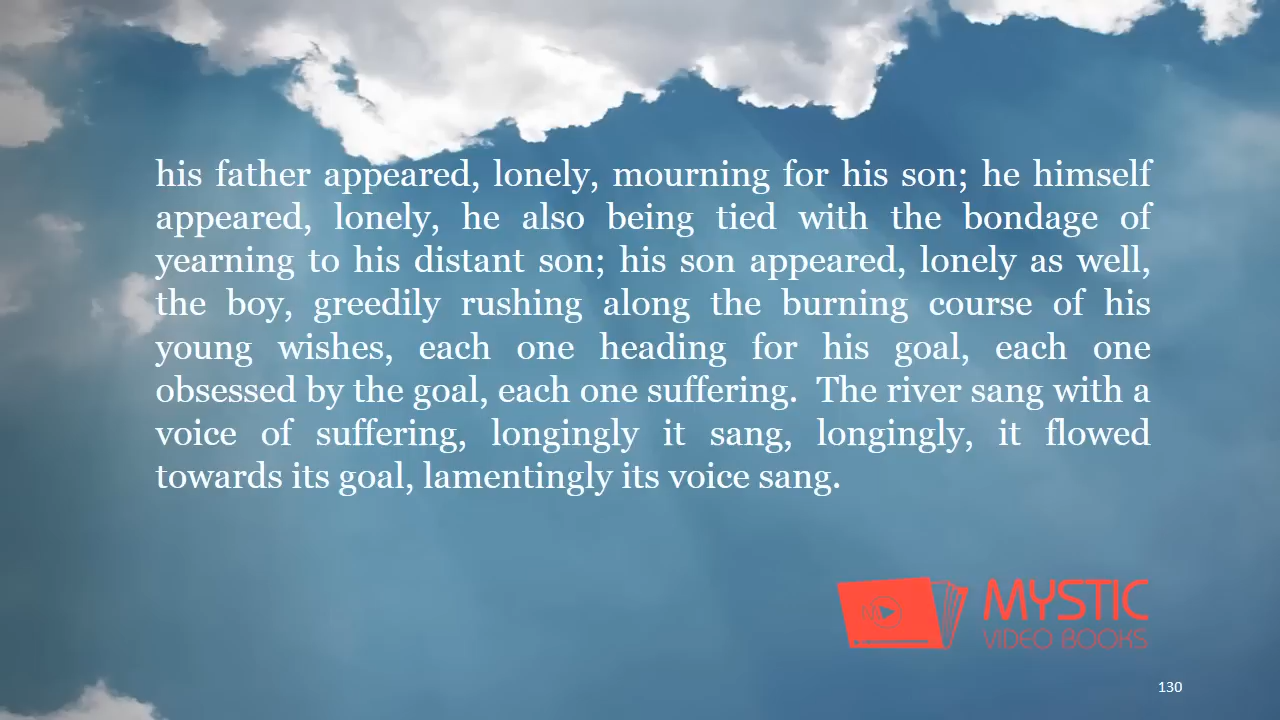 his father appeared, lonely, mourning for his son; he himself
appeared, lonely, he also being tied with the bondage of
yearning to his distant son; his son appeared, lonely as well,
the boy, greedily rushing along the burning course of his
young wishes, each one heading for his goal, each one
obsessed by the goal, each one suffering.  The river sang with a
voice of suffering, longingly it sang, longingly, it flowed
towards its goal, lamentingly its voice sang.
MYSTIC
VIDEO BOOKS
130